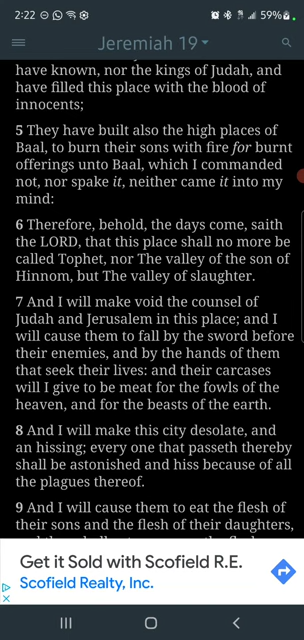 2:22 59%
Jeremiah 19
have known, nor the kings of Judah, and
have filled this place with the blood of
innocents;
5 They have built also the high places of
Baal, to burn their sons with fire for burnt
offerings unto Baal, which I commanded
not, nor spake it, neither came it into my
mind:
6 Therefore, behold, the days come, saith
the LORD, that this place shall no more be
called Tophet, nor The valley of the son of
Hinnom, but The valley of slaughter.
7 And I will make void the counsel of
Judah and Jerusalem in this place; and I
will cause them to fall by the sword before
their enemies, and by the hands of them
that seek their lives: and their carcases
will I give to be meat for the fowls of the
heaven, and for the beasts of the earth.
8 And I will make this city desolate, and
an hissing; every one that passeth thereby
shall be astonished and hiss because of all
the plagues thereof.
9 And I will cause them to eat the flesh of
their sons and the flesh of their daughters,
Get it Sold with Scofield R.E.
Scofield Realty, Inc.